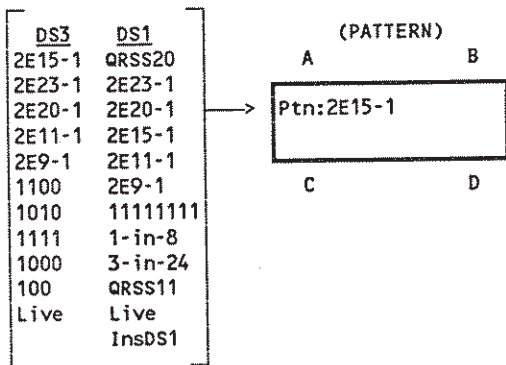 DS3 DS1
2E15-1 QRSS20
2E23-1 2E23-1
2E20-1 2E20-1
2E11-1 2E15-1
2E9-1 2E11-1
1100 2E9-1
1010 11111111
1111 1-in-8
1000 3-in-24
100 QRSS11
Live Live
InsDS1
(PATTERN)
A B
Ptn:2E15-1
C D